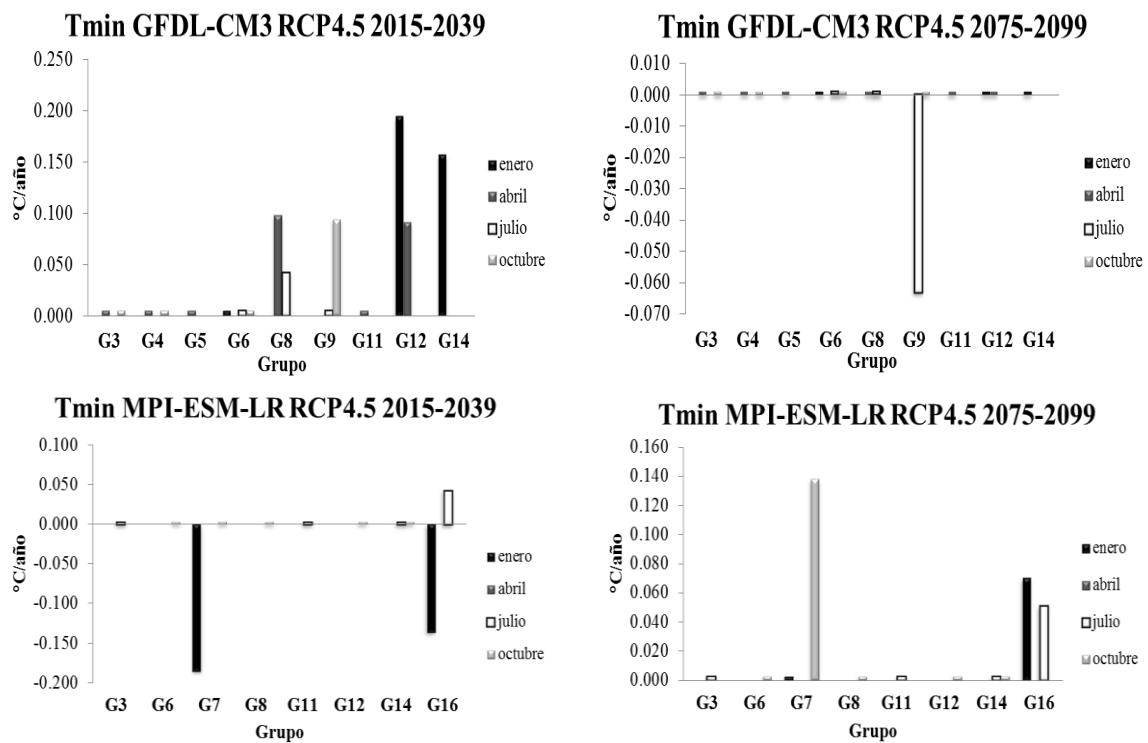 Tmin GFDL-CM3 RCP4.5 2015-2039
0.250
0.200
0.150
0.100
0.050
0.000
°C/año
G3 G4 G5 G6 G8 G9 G11 G12 G14
Grupo
enero
abril
julio
octubre
Tmin GFDL-CM3 RCP4.5 2075-2099
0.010
0.000
-0.010
-0.020
-0.030
-0.040
-0.050
-0.060
-0.070
°C/año
G3 G4 G5 G6 G8 G9 G11 G12 G14
Grupo
enero
abril
julio
octubre
Tmin MPI-ESM-LR RCP4.5 2015-2039
0.100
0.050
0.000
-0.050
-0.100
-0.150
-0.200
°C/año
G3 G6 G7 G8 G11 G12 G14 G16
Grupo
enero
abril
julio
octubre
Tmin MPI-ESM-LR RCP4.5 2075-2099
0.160
0.140
0.120
0.100
0.080
0.060
0.040
0.020
0.000
°C/año
G3 G6 G7 G8 G11 G12 G14 G16
Grupo
enero
abril
julio
octubre